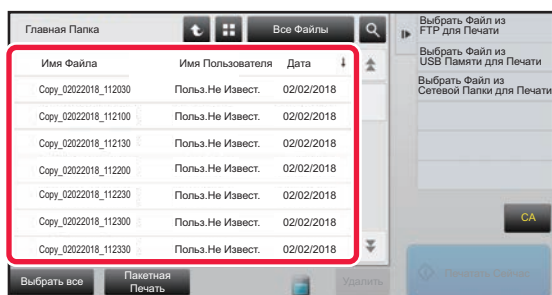 Главная Папка
Все Файлы
Имя Файла Имя Пользователя Дата
Copy_02022018_112030 Польз.Не Извест. 02/02/2018
Copy_02022018_112100 Польз.Не Извест. 02/02/2018
Copy_02022018_112130 Польз.Не Извест. 02/02/2018
Copy_02022018_112200 Польз.Не Извест. 02/02/2018
Copy_02022018_112230 Польз.Не Извест. 02/02/2018
Copy_02022018_112300 Польз.Не Извест. 02/02/2018
Copy_02022018_112330 Польз.Не Извест. 02/02/2018
Выбрать все
Пакетная
Печать
Удалить
Выбрать Файл из
FTP для Печати
Выбрать Файл из
USB Памяти для Печати
Выбрать Файл из
Сетевой Папки для Печати
CA